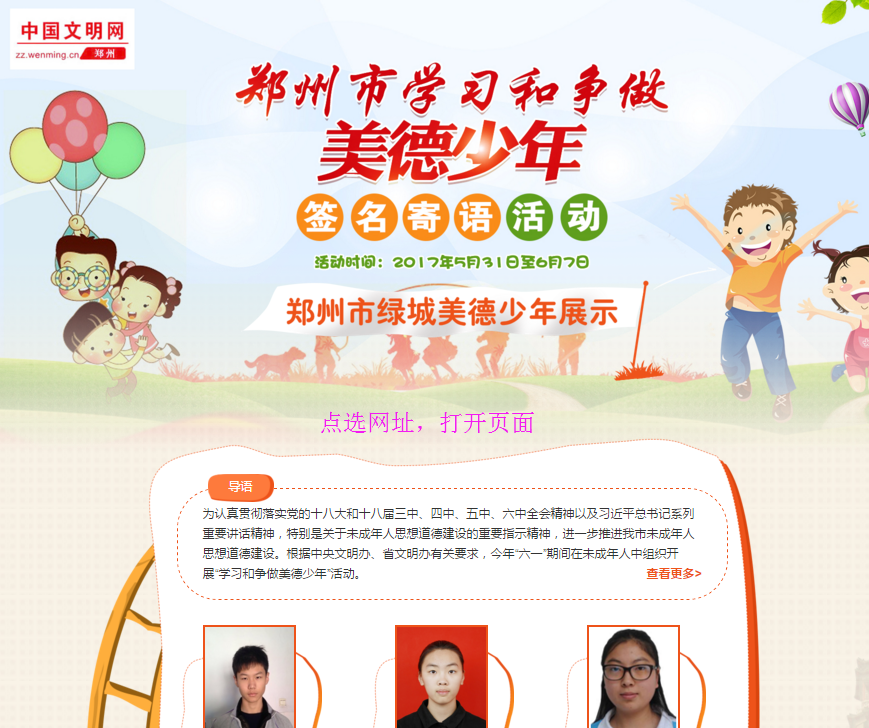 中国文明网
zz.wenming.cn 郑州
郑州市学习和争做
美德少年
签名寄语活动
活动时间：2017年5月31日至6月7日
郑州市绿城美德少年展示
点选网址，打开页面
导语
为认真贯彻落实党的十八大和十八届三中、四中、五中、六中全会精神以及习近平总书记系列
重要讲话精神，特别是关于未成年人思想道德建设的重要指示精神，进一步推进我市未成年人
思想道德建设。根据中央文明办、省文明办有关要求，今年“六一”期间在未成年人中组织开
展“学习和争做美德少年”活动。
查看更多>